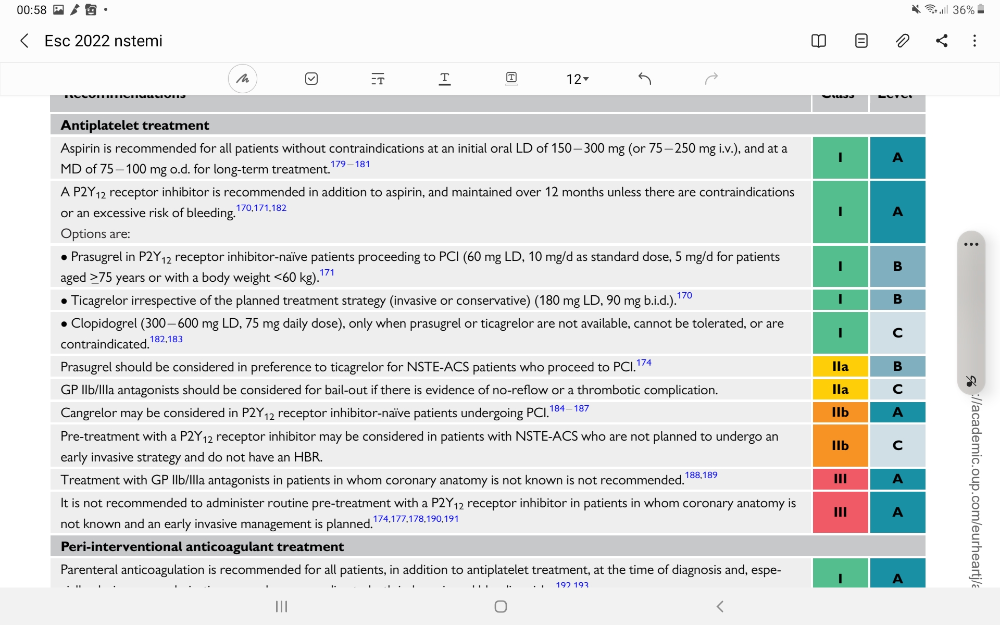 00:58
36%
Esc 2022 nstemi
12
Recommendations Class Level
Antiplatelet treatment
Aspirin is recommended for all patients without contraindications at an initial oral LD of 150–300 mg (or 75–250 mg i.v.), and at a
MD of 75–100 mg o.d. for long-term treatment.179–181
I A
A P2Y12 receptor inhibitor is recommended in addition to aspirin, and maintained over 12 months unless there are contraindications
or an excessive risk of bleeding.170,171,182
Options are:
I A
• Prasugrel in P2Y12 receptor inhibitor-naïve patients proceeding to PCI (60 mg LD, 10 mg/d as standard dose, 5 mg/d for patients
aged ≥75 years or with a body weight <60 kg).171
I B
• Ticagrelor irrespective of the planned treatment strategy (invasive or conservative) (180 mg LD, 90 mg b.i.d.).170 I B
• Clopidogrel (300–600 mg LD, 75 mg daily dose), only when prasugrel or ticagrelor are not available, cannot be tolerated, or are
contraindicated.182,183
I C
Prasugrel should be considered in preference to ticagrelor for NSTE-ACS patients who proceed to PCI.174 IIa B
GP IIb/IIIa antagonists should be considered for bail-out if there is evidence of no-reflow or a thrombotic complication. IIa C
Cangrelor may be considered in P2Y12 receptor inhibitor-naïve patients undergoing PCI.184–187 IIb A
Pre-treatment with a P2Y12 receptor inhibitor may be considered in patients with NSTE-ACS who are not planned to undergo an
early invasive strategy and do not have an HBR.
IIb C
Treatment with GP IIb/IIIa antagonists in patients in whom coronary anatomy is not known is not recommended.188,189 III A
It is not recommended to administer routine pre-treatment with a P2Y12 receptor inhibitor in patients in whom coronary anatomy is
not known and an early invasive management is planned.174,177,178,190,191
III A
Peri-interventional anticoagulant treatment
Parenteral anticoagulation is recommended for all patients, in addition to antiplatelet treatment, at the time of diagnosis and, espe-
192,193
I A
://academic.oup.com/eurheartj/a